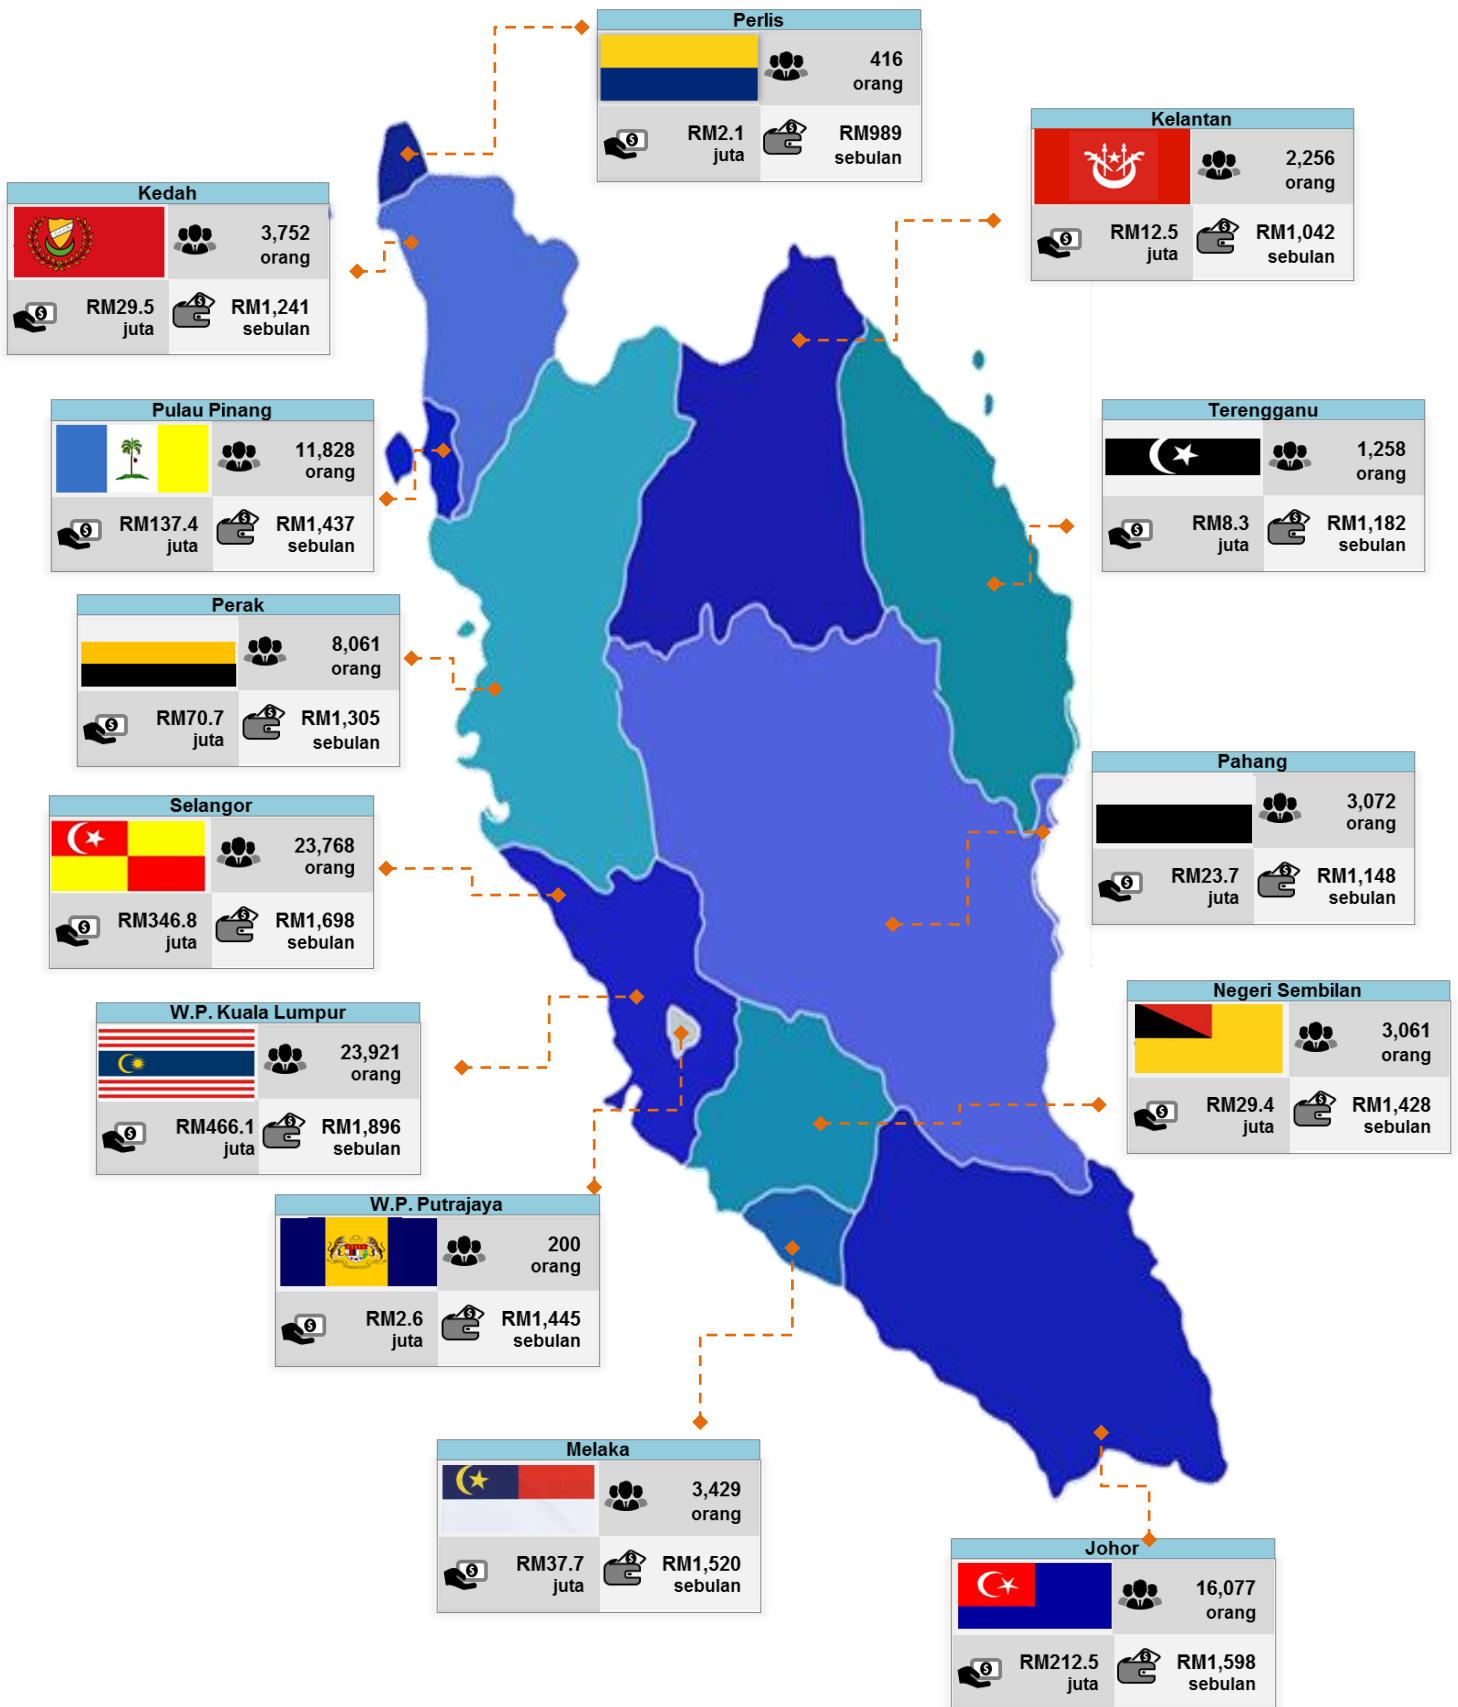 Perlis
416
orang
RM2.1
juta
RM989
sebulan
Kelantan
2,256
orang
RM12.5
juta
RM1,042
sebulan
Kedah
3,752
orang
RM29.5
juta
RM1,241
sebulan
Pulau Pinang
11,828
orang
RM137.4
juta
RM1,437
sebulan
Terengganu
1,258
orang
RM8.3
juta
RM1,182
sebulan
Perak
8,061
orang
RM70.7
juta
RM1,305
sebulan
Pahang
3,072
orang
RM23.7
juta
RM1,148
sebulan
Selangor
23,768
orang
RM346.8
juta
RM1,698
sebulan
Negeri Sembilan
3,061
orang
RM29.4
juta
RM1,428
sebulan
W.P. Kuala Lumpur
23,921
orang
RM466.1
juta
RM1,896
sebulan
W.P. Putrajaya
200
orang
RM2.6
juta
RM1,445
sebulan
Melaka
3,429
orang
RM37.7
juta
RM1,520
sebulan
Johor
16,077
orang
RM212.5
juta
RM1,598
sebulan